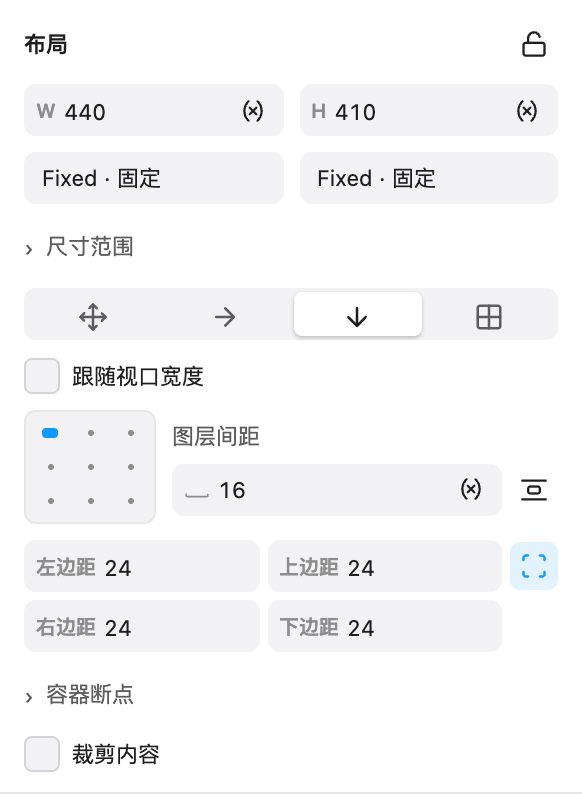 布局
W 440 (x) H 410 (x)
Fixed · 固定 Fixed · 固定
尺寸范围
跟随视口宽度
图层间距
16 (x)
左边距 24 上边距 24
右边距 24 下边距 24
容器断点
裁剪内容